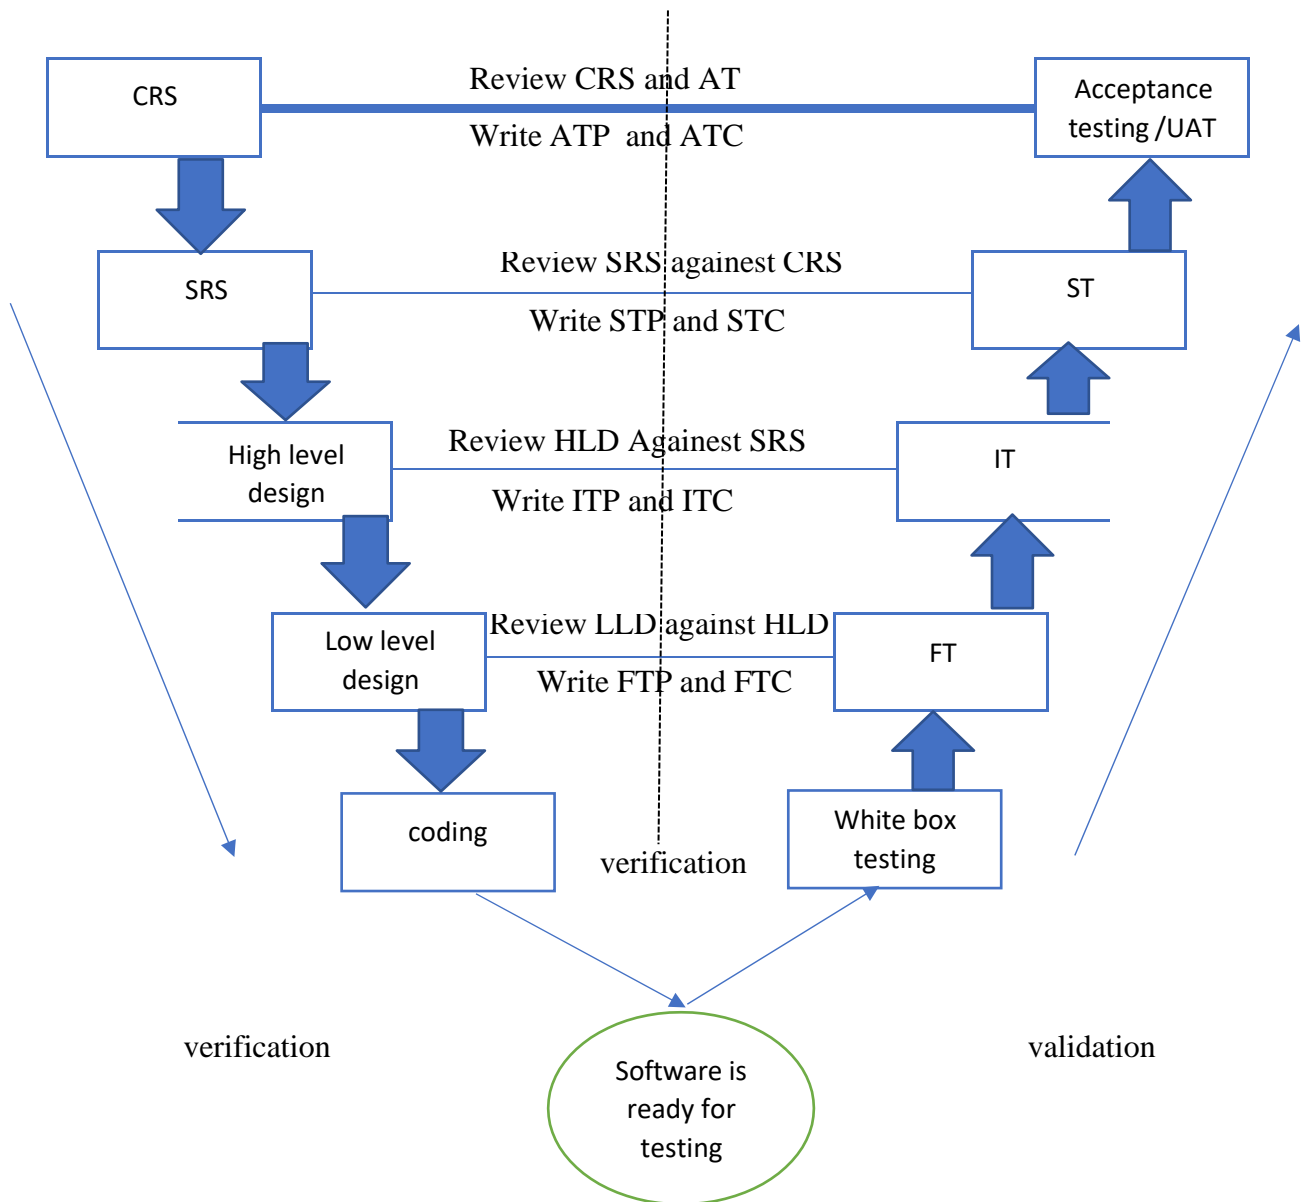 Review CRS and AT
CRS
Acceptance
testing /UAT
Write ATP and ATC
Review SRS againest CRS
SRS
ST
Write STP and STC
Review HLD Againest SRS
High level
design
IT
Write ITP and ITC
Review LLD against HLD
Low level
design
FT
Write FTP and FTC
coding
White box
testing
verification
verification
validation
Software is
ready for
testing